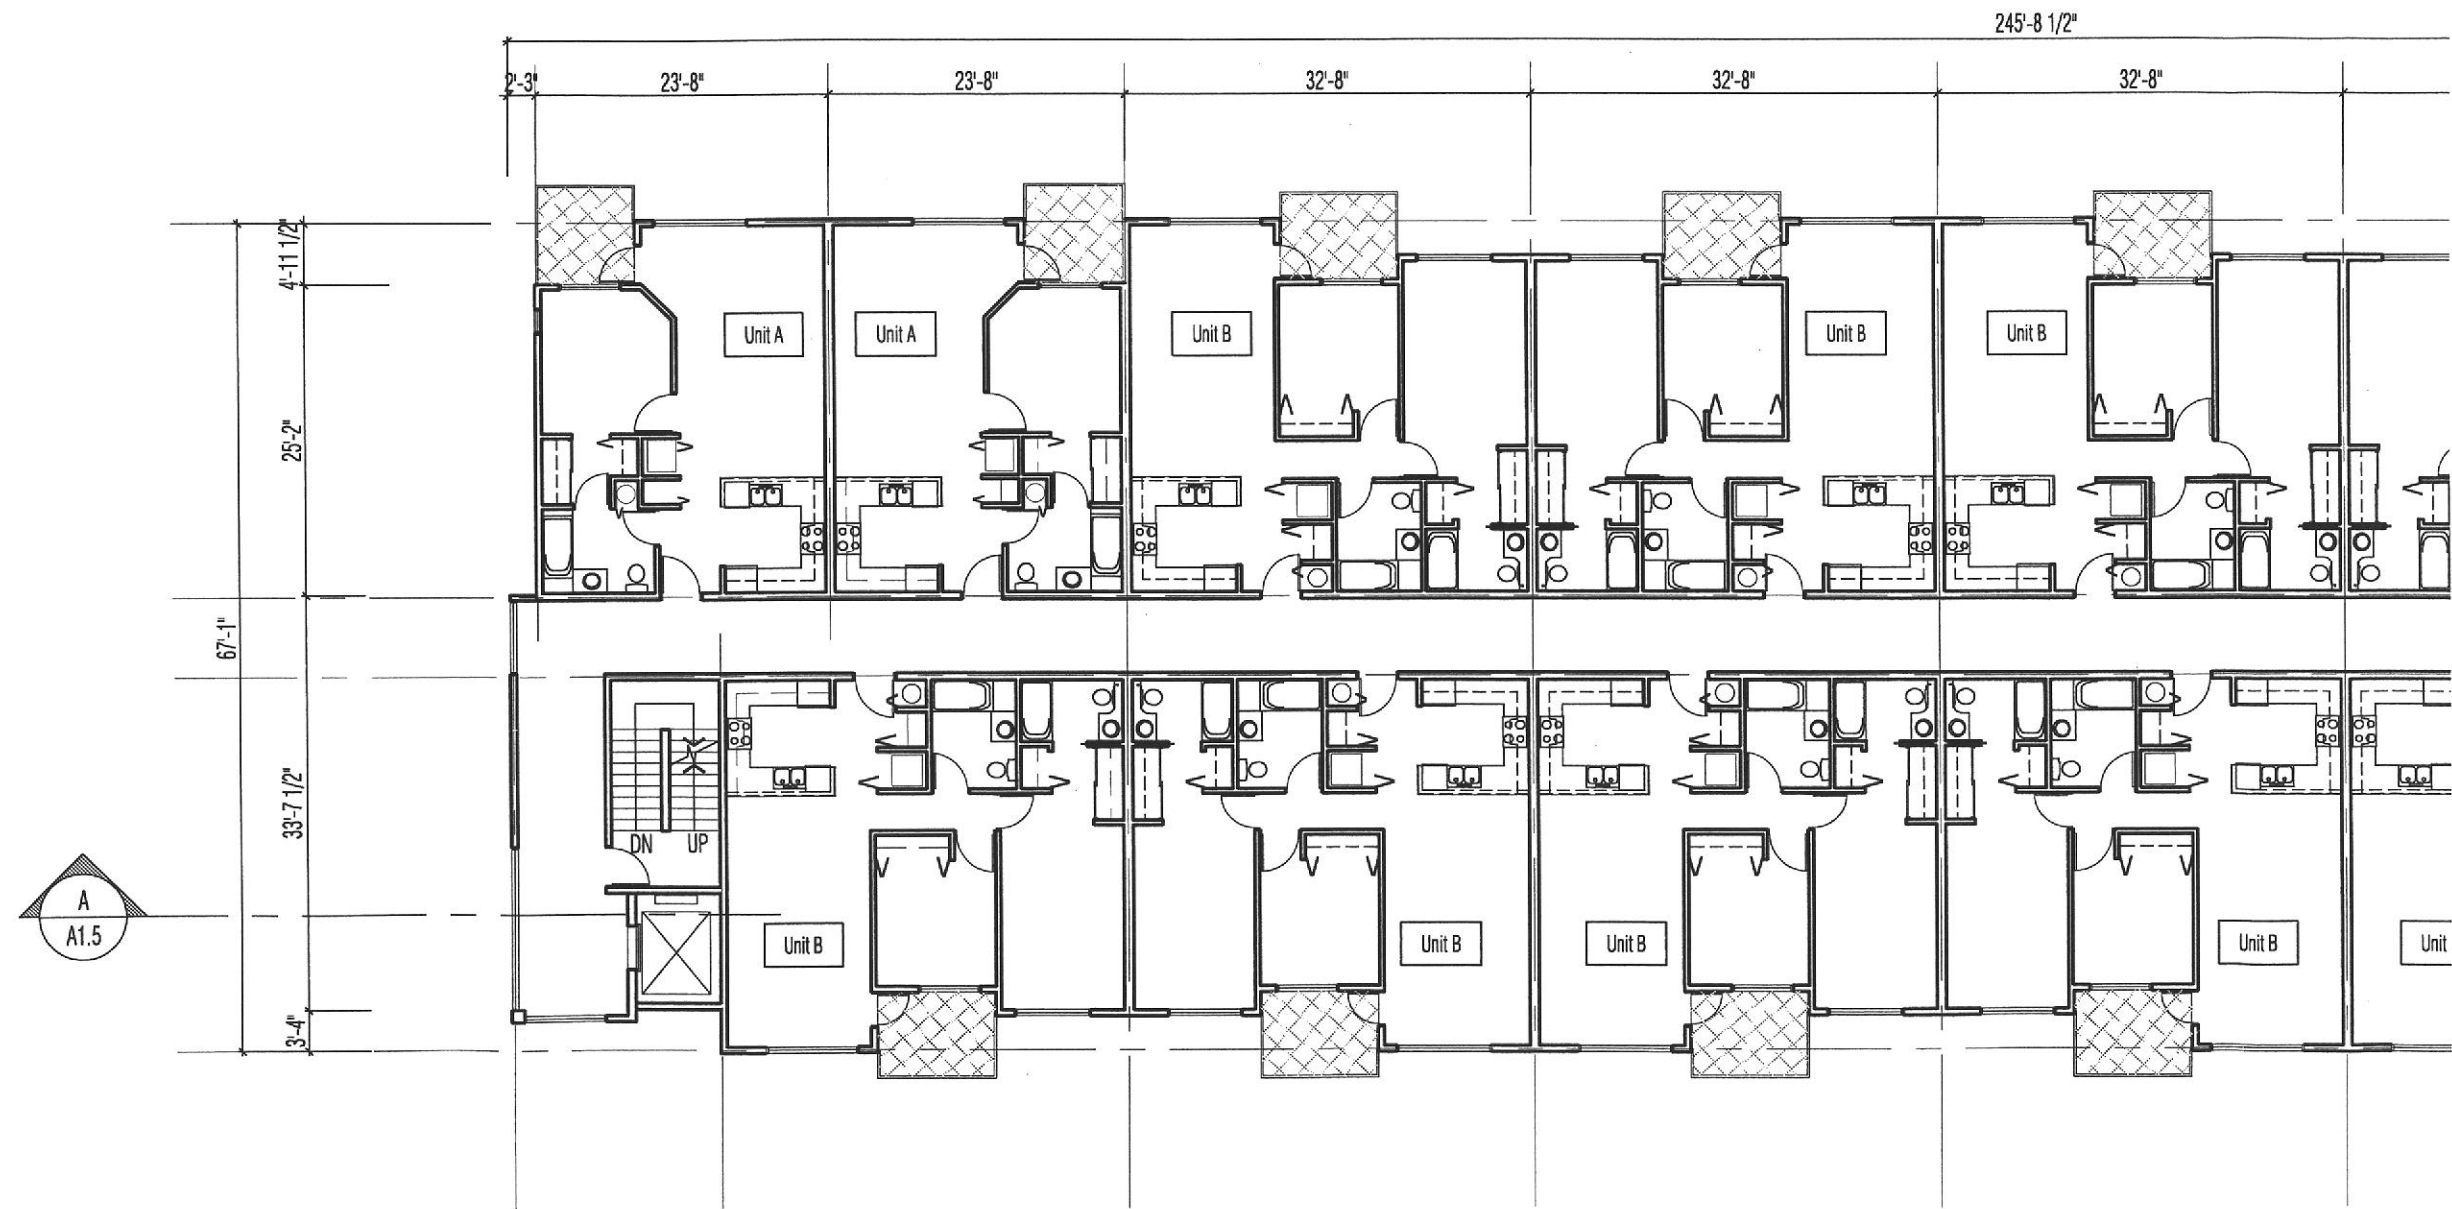 245'-8 1/2"
2'-3"
23'-8"
23'-8"
32'-8"
32'-8"
32'-8"
4'-11 1/2"
25'-2"
67'-1"
33'-7 1/2"
3'-4"
Unit A
Unit A
Unit B
Unit B
Unit B
DN
UP
A
A1.5
Unit B
Unit B
Unit B
Unit B
Unit